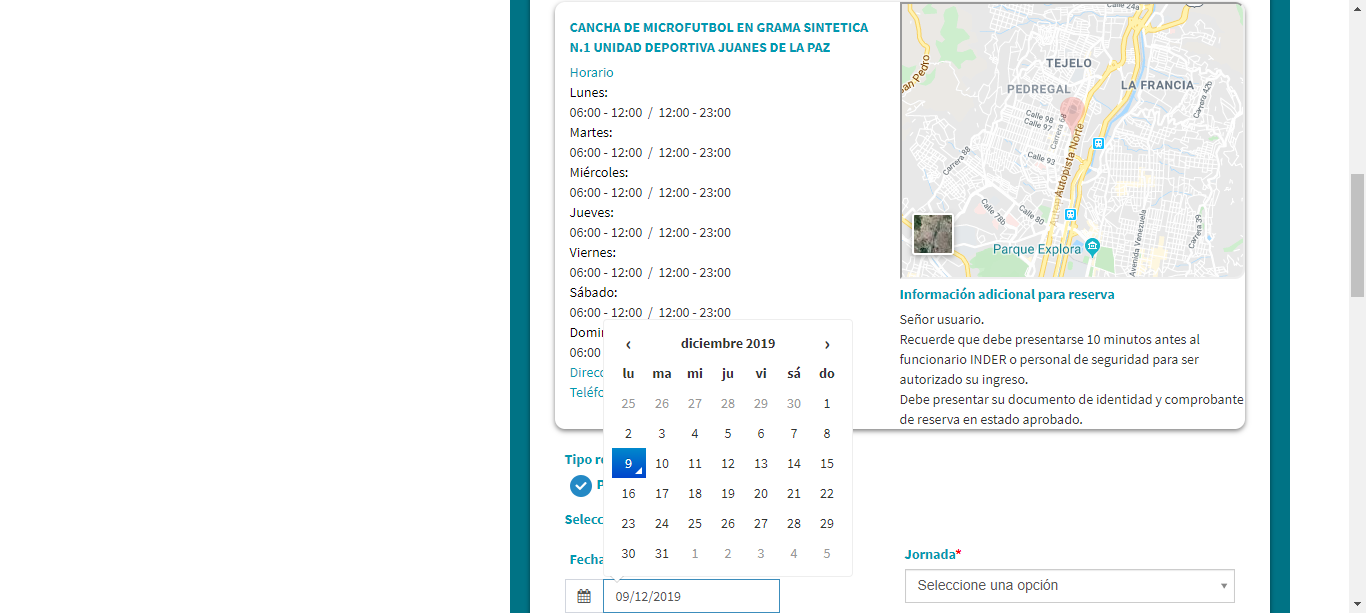 CANCHA DE MICROFUTBOL EN GRAMA SINTETICA
N.1 UNIDAD DEPORTIVA JUANES DE LA PAZ
Horario
Lunes:
06:00 - 12:00 / 12:00 - 23:00
Martes:
06:00 - 12:00 / 12:00 - 23:00
Miércoles:
06:00 - 12:00 / 12:00 - 23:00
Jueves:
06:00 - 12:00 / 12:00 - 23:00
Viernes:
06:00 - 12:00 / 12:00 - 23:00
Sábado:
06:00 - 12:00 / 12:00 - 23:00
Domin
06:00
Direcc
Teléfo
Calle 24a
San Pedro
TEJELO
PEDREGAL
LA FRANCIA
Carrera 42b
Calle 98
Calle 97
Carrera 68
Carrera 88
Calle 93
Autopista Norte
Autop
Calle 78b
Calle 80
Carrera 39
Avenida Venezuela
Parque Explora
Información adicional para reserva
Señor usuario.
Recuerde que debe presentarse 10 minutos antes al
funcionario INDER o personal de seguridad para ser
autorizado su ingreso.
Debe presentar su documento de identidad y comprobante
de reserva en estado aprobado.
‹ diciembre 2019 ›
lu ma mi ju vi sá do
25 26 27 28 29 30 1
2 3 4 5 6 7 8
9 10 11 12 13 14 15
16 17 18 19 20 21 22
23 24 25 26 27 28 29
30 31 1 2 3 4 5
Tipo re
P
Selecc
Fecha
09/12/2019
Jornada*
Seleccione una opción